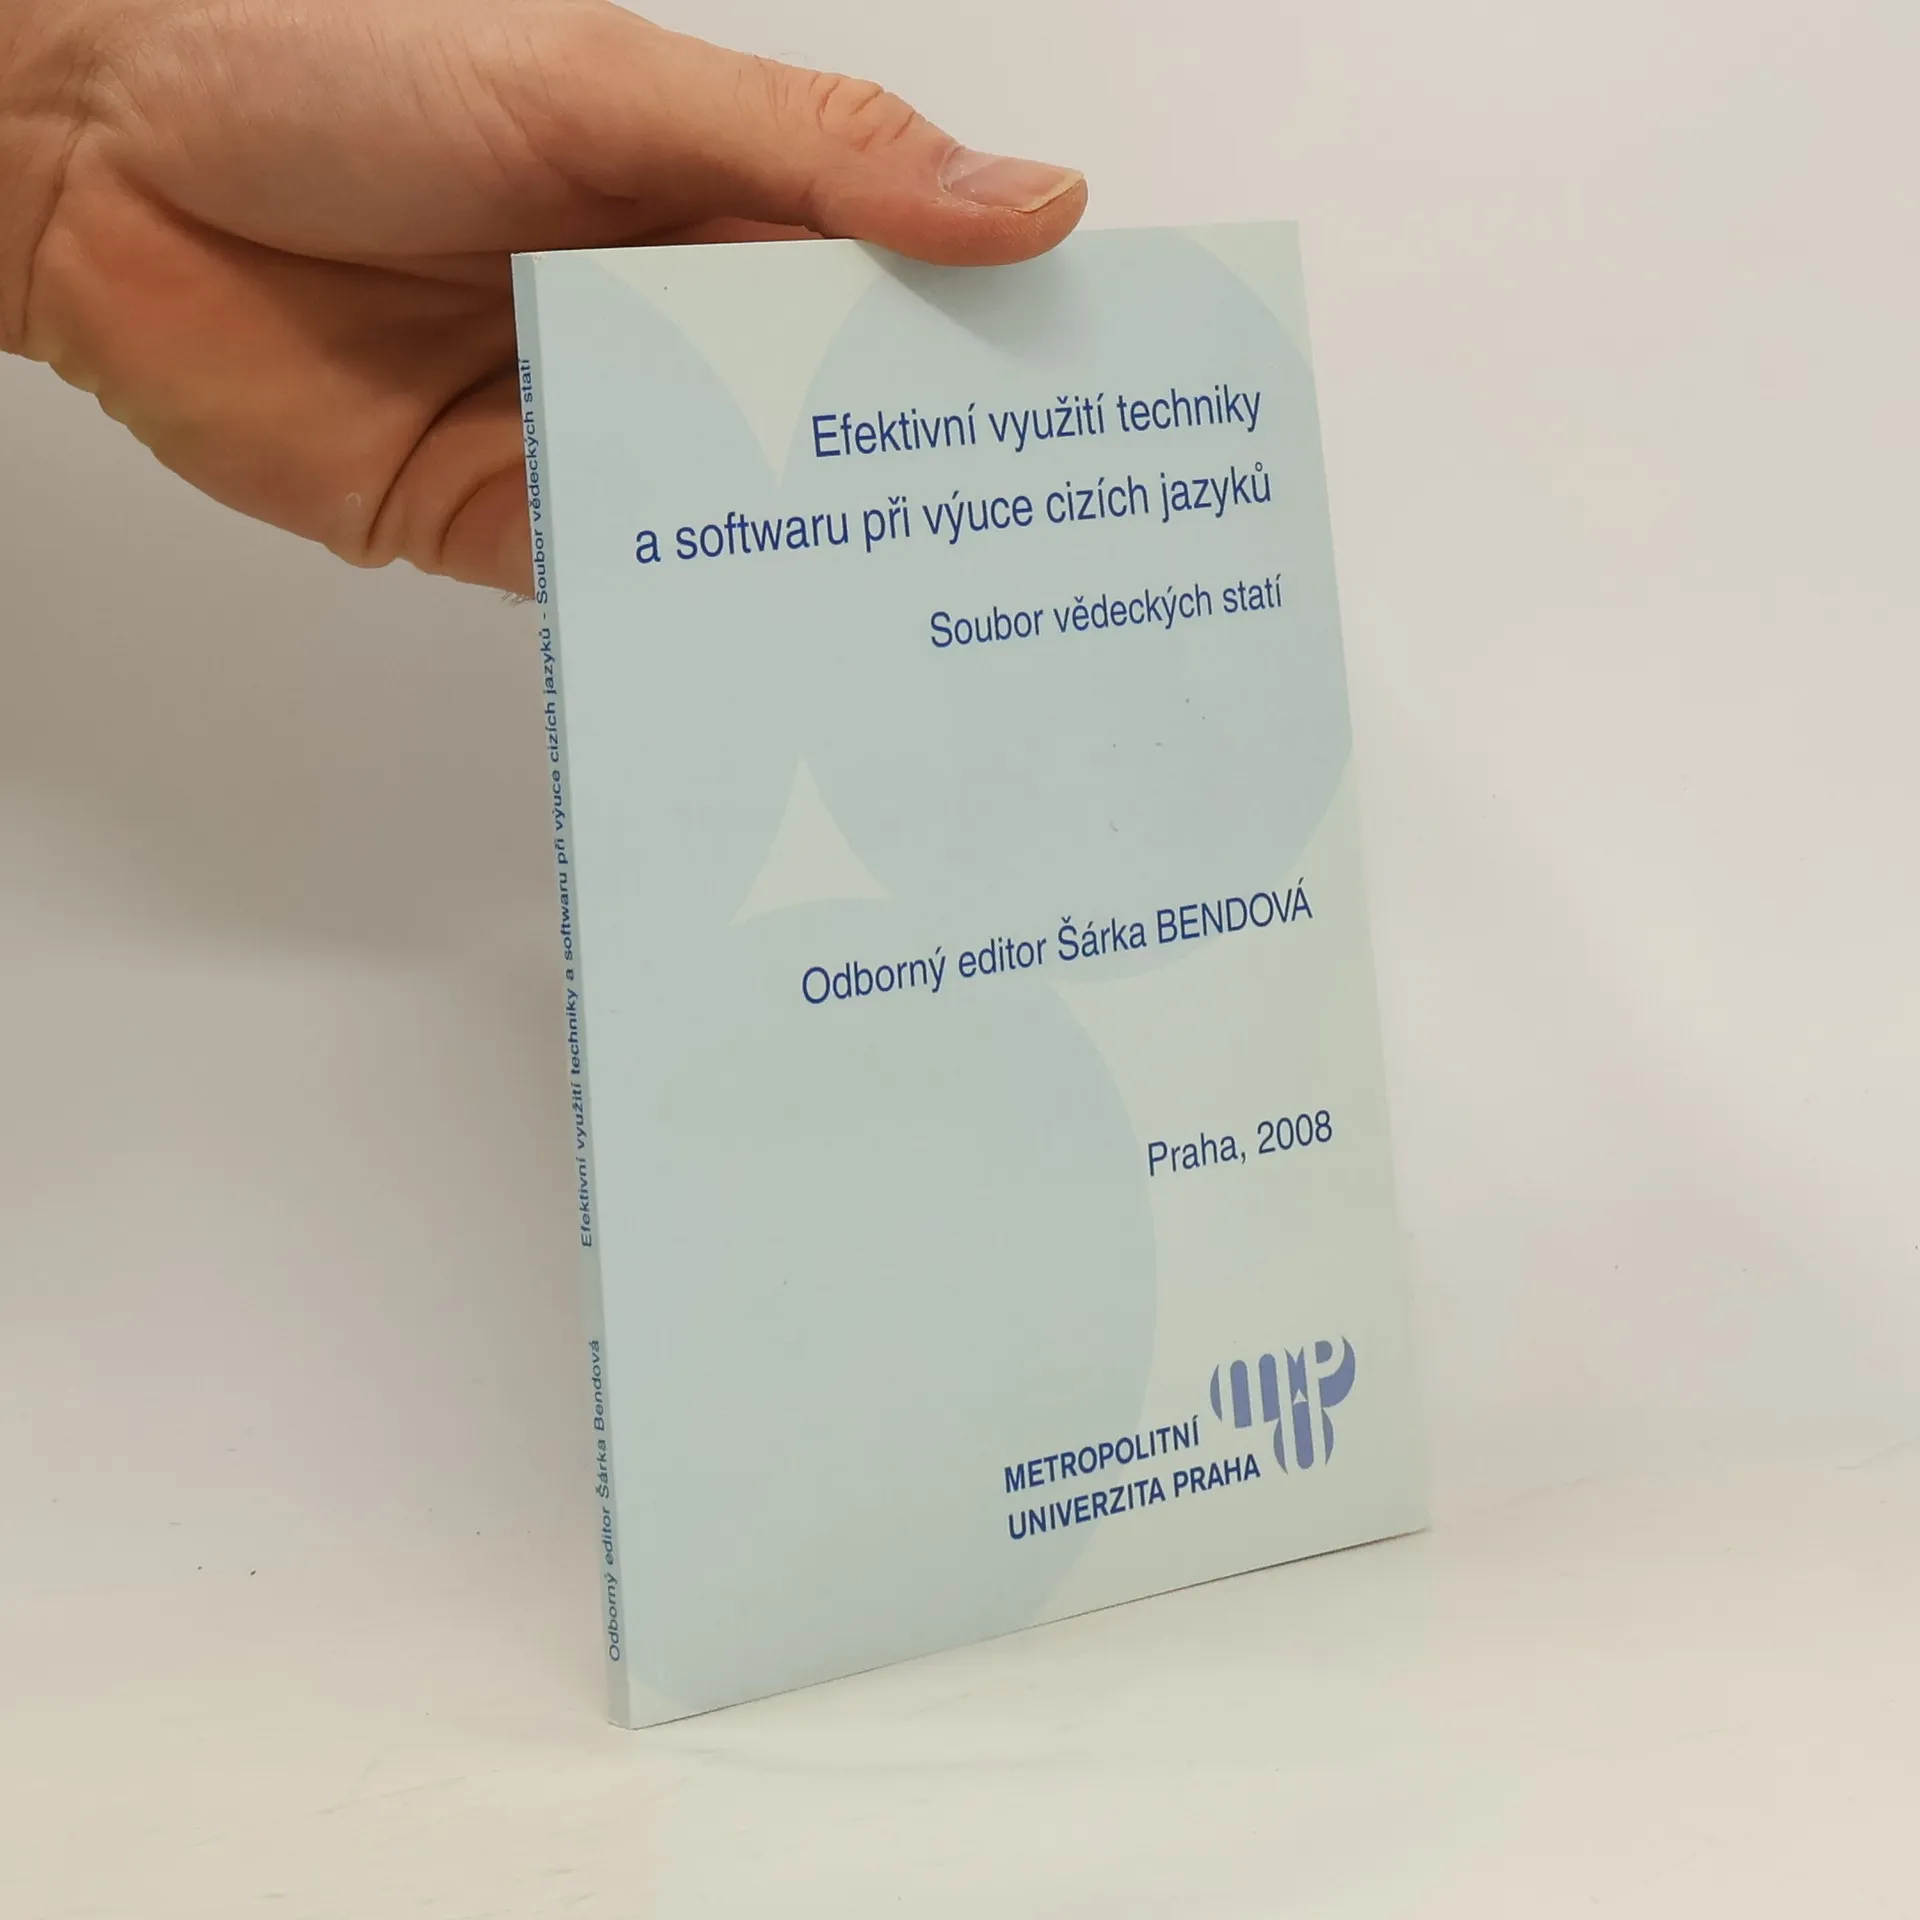 Efektivní využití techniky
a softwaru při výuce cizích jazyků
Soubor vědeckých statí
Odborný editor Šárka BENDOVÁ
Praha, 2008
METROPOLITNÍ
UNIVERZITA PRAHA
Odborný editor Šárka Bendová Efektivní využití techniky a softwaru při výuce cizích jazyků - Soubor vědeckých statí